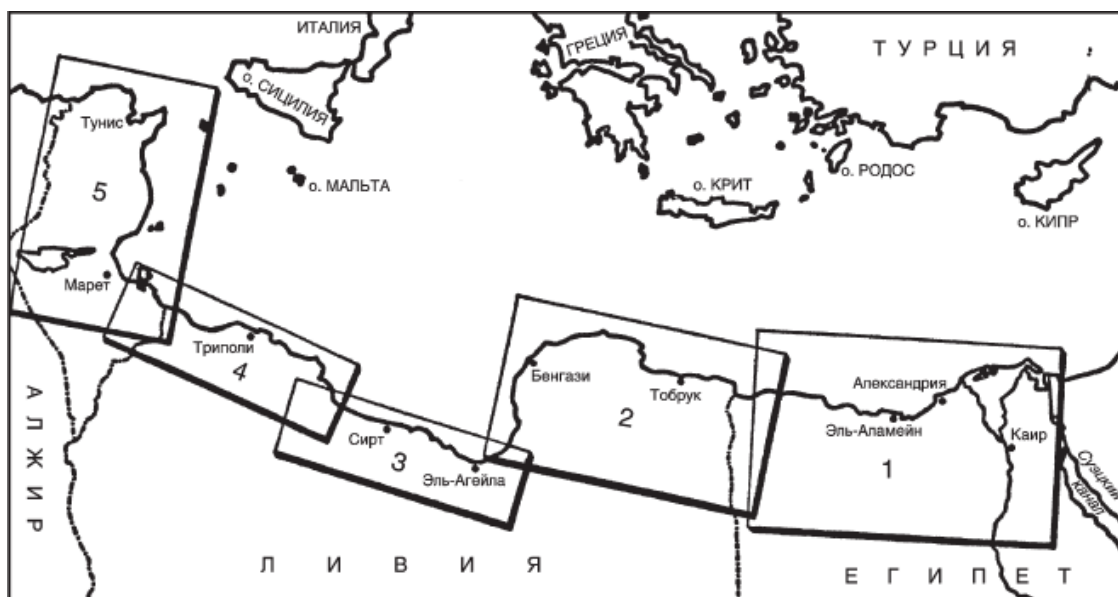 ИТАЛИЯ
ГРЕЦИЯ
ТУРЦИЯ
о. СИЦИЛИЯ
Тунис
о. МАЛЬТА
о. КРИТ
о. РОДОС
о. КИПР
5
Марет
Триполи
4
Бенгази
Тобрук
2
Александрия
Эль-Аламейн
Каир
1
Сирт
3
Эль-Агейла
Суэцкий
канал
АЛЖИР
ЛИВИЯ
ЕГИПЕТ